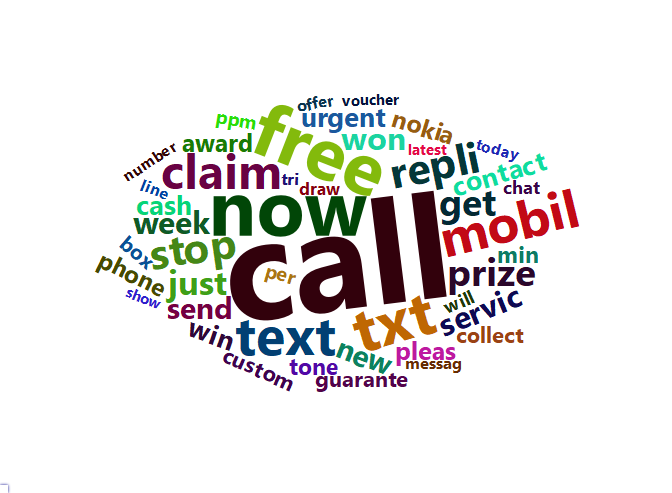 offer voucher
ppm urgent nokia
free
number award won latest today
claim tri draw repli contact
line cash now get chat
week mobil
box stop call min
phone just per prize
show send will servic
win text txt collect
custom tone new pleas
guarante messag